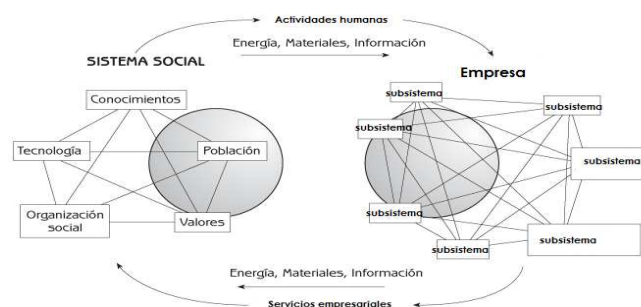 Actividades humanas
Energía, Materiales, Información
SISTEMA SOCIAL
Empresa
Conocimientos
Tecnología
Población
Organización
social
Valores
subsistema
subsistema
subsistema
subsistema
subsistema
subsistema
subsistema
Energía, Materiales, Información
Servicios empresariales